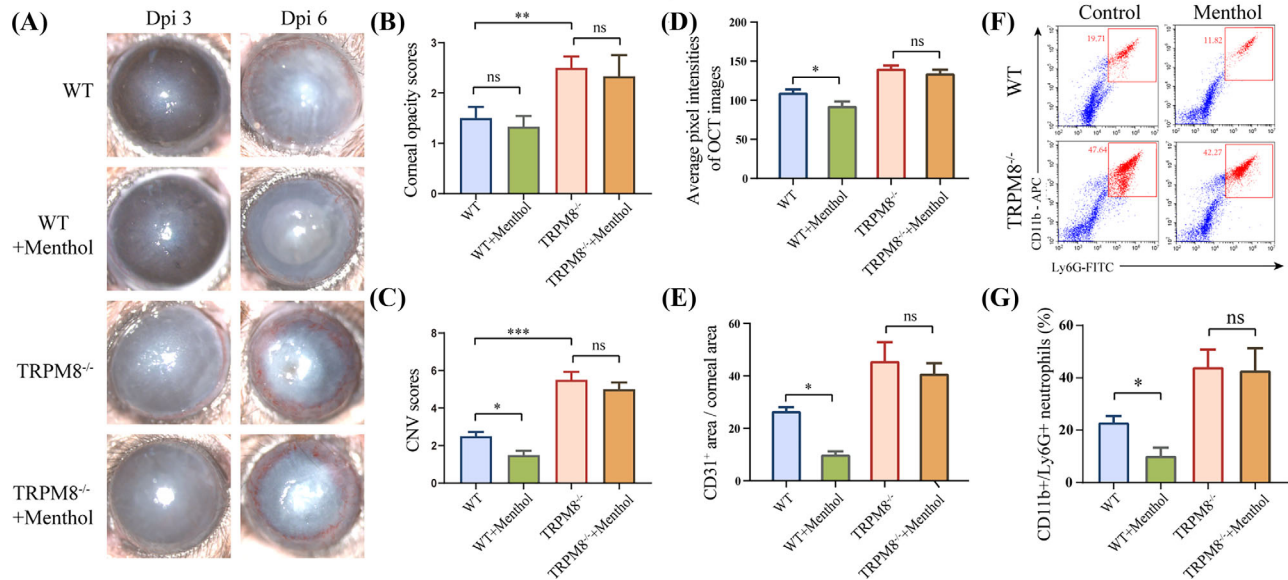 (A)
Dpi 3
Dpi 6
WT
WT
+Menthol
TRPM8-/-
TRPM8-/-
+Menthol
(B)
Corneal opacity scores
3
2
1
0
**
ns
ns
WT
WT+Menthol
TRPM8-/-
TRPM8-/-+Menthol
(C)
CNV scores
8
6
4
2
0
***
*
ns
WT
WT+Menthol
TRPM8-/-
TRPM8-/-+Menthol
(D)
Average pixel intensities
of OCT images
200
150
100
50
0
*
ns
WT
WT+Menthol
TRPM8-/-
TRPM8-/-+Menthol
(E)
CD31+ area / corneal area
60
40
20
0
*
ns
WT
WT+Menthol
TRPM8-/-
TRPM8-/-+Menthol
(F)
Control
Menthol
WT
TRPM8-/-
19.71
11.82
47.64
42.27
CD11b - APC
Ly6G-FITC
(G)
CD11b+/Ly6G+ neutrophils (%)
60
40
20
0
*
ns
WT
WT+Menthol
TRPM8-/-
TRPM8-/-+Menthol